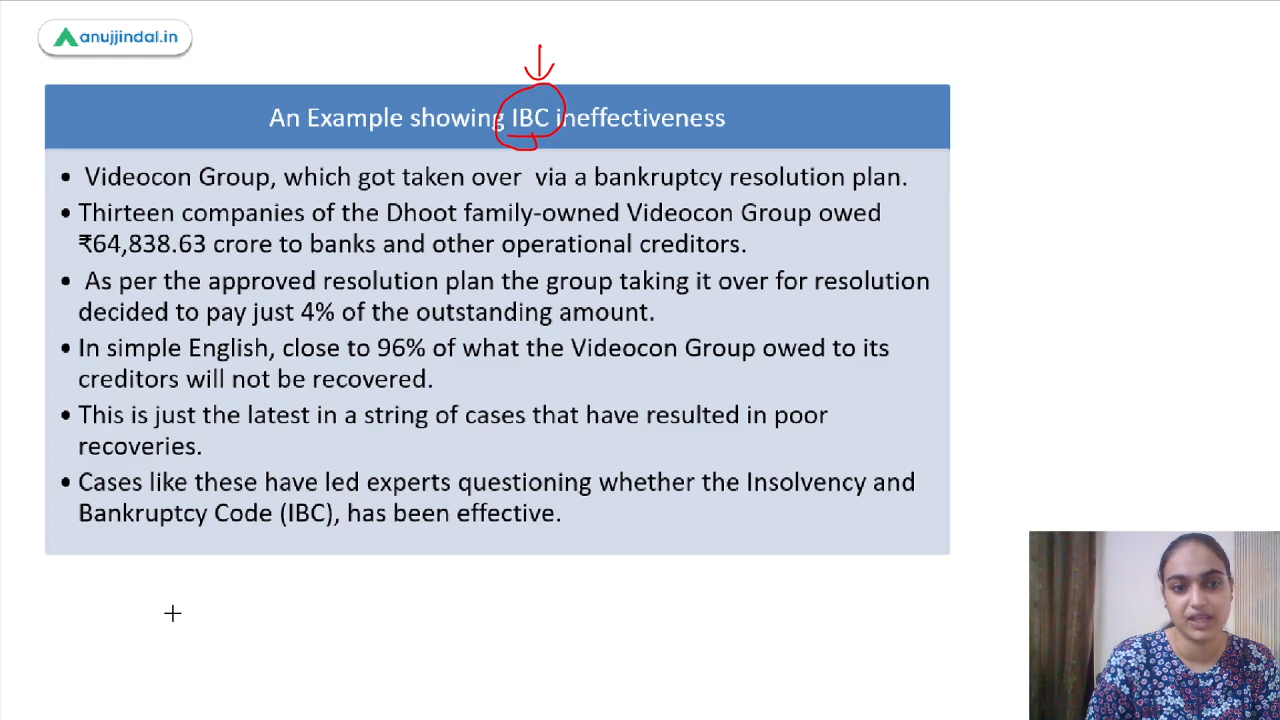 anujjindal.in
An Example showing IBC ineffectiveness
• Videocon Group, which got taken over via a bankruptcy resolution plan.
• Thirteen companies of the Dhoot family-owned Videocon Group owed
₹64,838.63 crore to banks and other operational creditors.
• As per the approved resolution plan the group taking it over for resolution
decided to pay just 4% of the outstanding amount.
• In simple English, close to 96% of what the Videocon Group owed to its
creditors will not be recovered.
• This is just the latest in a string of cases that have resulted in poor
recoveries.
• Cases like these have led experts questioning whether the Insolvency and
Bankruptcy Code (IBC), has been effective.